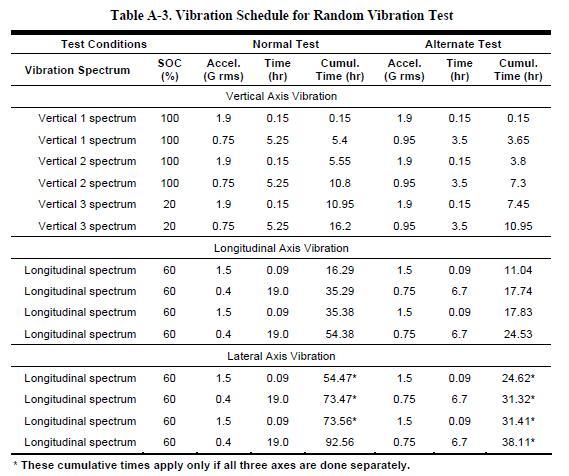 Table A-3. Vibration Schedule for Random Vibration Test
Test Conditions Normal Test Alternate Test
Vibration Spectrum SOC (%) Accel. (G rms) Time (hr) Cumul. Time (hr) Accel. (G rms) Time (hr) Cumul. Time (hr)
Vertical Axis Vibration
Vertical 1 spectrum 100 1.9 0.15 0.15 1.9 0.15 0.15
Vertical 1 spectrum 100 0.75 5.25 5.4 0.95 3.5 3.65
Vertical 2 spectrum 100 1.9 0.15 5.55 1.9 0.15 3.8
Vertical 2 spectrum 100 0.75 5.25 10.8 0.95 3.5 7.3
Vertical 3 spectrum 20 1.9 0.15 10.95 1.9 0.15 7.45
Vertical 3 spectrum 20 0.75 5.25 16.2 0.95 3.5 10.95
Longitudinal Axis Vibration
Longitudinal spectrum 60 1.5 0.09 16.29 1.5 0.09 11.04
Longitudinal spectrum 60 0.4 19.0 35.29 0.75 6.7 17.74
Longitudinal spectrum 60 1.5 0.09 35.38 1.5 0.09 17.83
Longitudinal spectrum 60 0.4 19.0 54.38 0.75 6.7 24.53
Lateral Axis Vibration
Longitudinal spectrum 60 1.5 0.09 54.47* 1.5 0.09 24.62*
Longitudinal spectrum 60 0.4 19.0 73.47* 0.75 6.7 31.32*
Longitudinal spectrum 60 1.5 0.09 73.56* 1.5 0.09 31.41*
Longitudinal spectrum 60 0.4 19.0 92.56 0.75 6.7 38.11*
* These cumulative times apply only if all three axes are done separately.